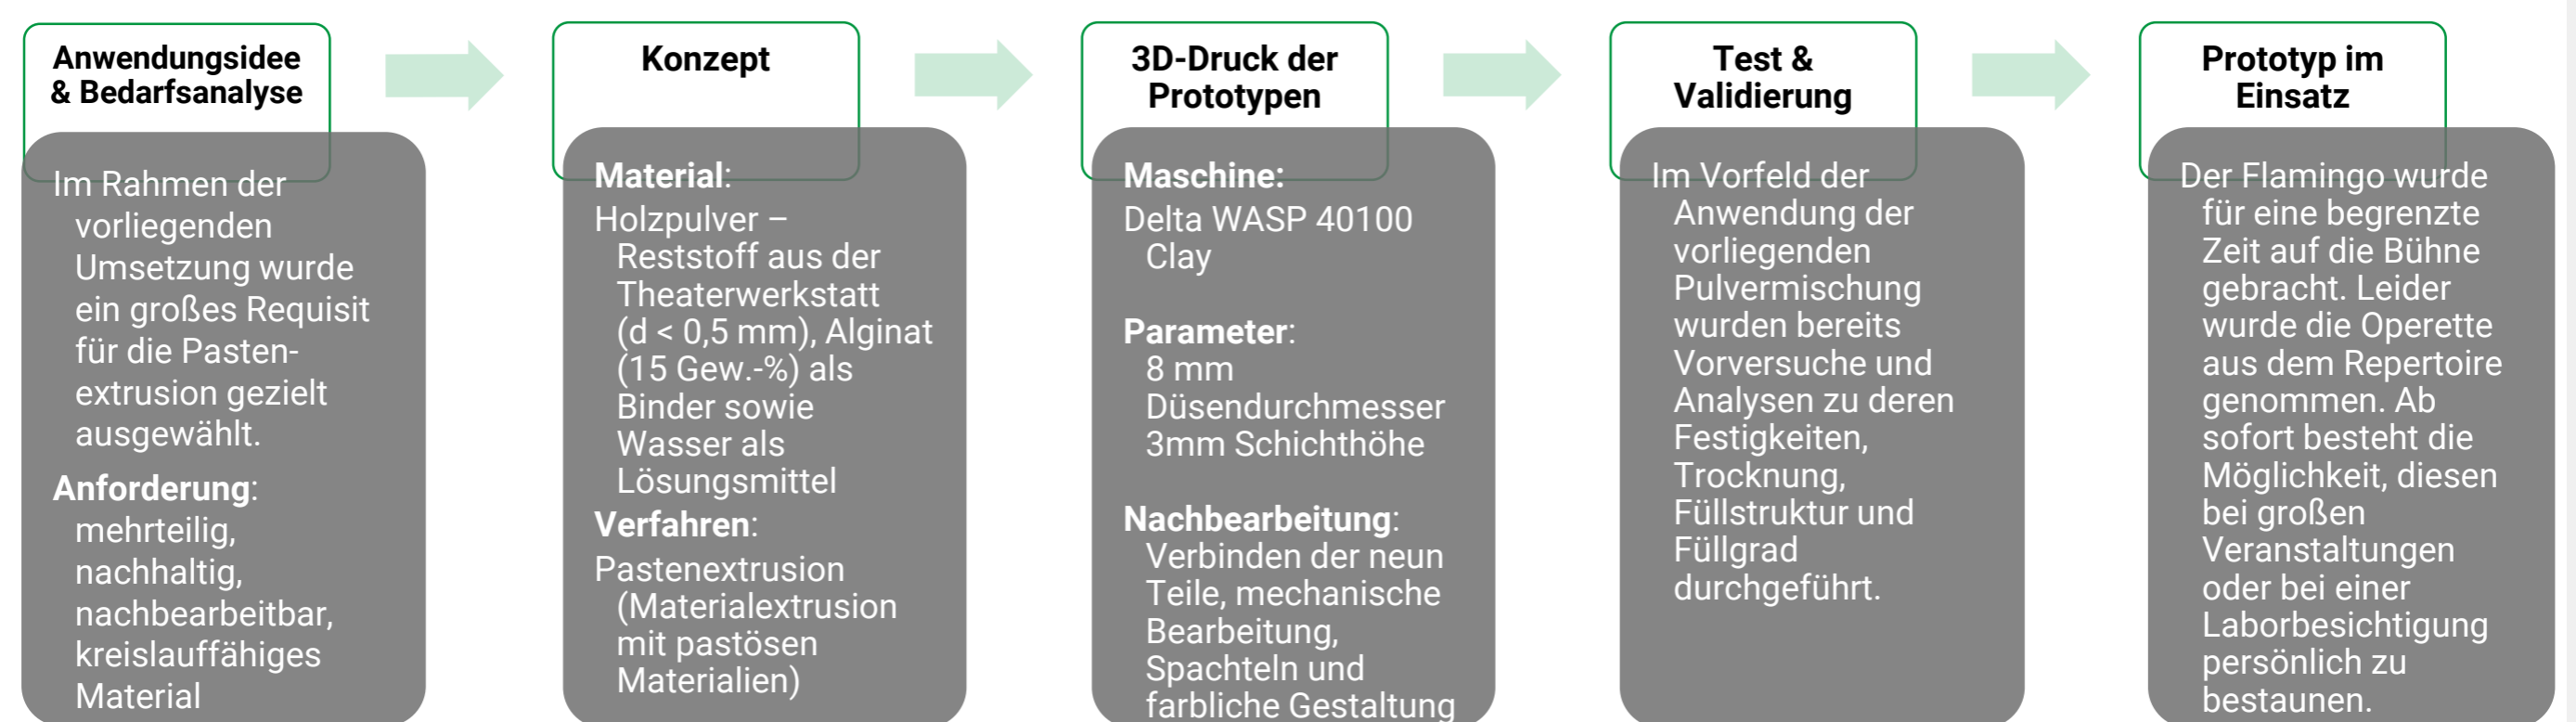 Anwendungsidee
& Bedarfsanalyse
Im Rahmen der
vorliegenden
Umsetzung wurde
ein großes Requisit
für die Pasten-
extrusion gezielt
ausgewählt.
Anforderung:
mehrteilig,
nachhaltig,
nachbearbeitbar,
kreislauffähiges
Material
Konzept
Material:
Holzpulver –
Reststoff aus der
Theaterwerkstatt
(d < 0,5 mm), Alginat
(15 Gew.-%) als
Binder sowie
Wasser als
Lösungsmittel
Verfahren:
Pastenextrusion
(Materialextrusion
mit pastösen
Materialien)
3D-Druck der
Prototypen
Maschine:
Delta WASP 40100
Clay
Parameter:
8 mm
Düsendurchmesser
3mm Schichthöhe
Nachbearbeitung:
Verbinden der neun
Teile, mechanische
Bearbeitung,
Spachteln und
farbliche Gestaltung
Test &
Validierung
Im Vorfeld der
Anwendung der
vorliegenden
Pulvermischung
wurden bereits
Vorversuche und
Analysen zu deren
Festigkeiten,
Trocknung,
Füllstruktur und
Füllgrad
durchgeführt.
Prototyp im
Einsatz
Der Flamingo wurde
für eine begrenzte
Zeit auf die Bühne
gebracht. Leider
wurde die Operette
aus dem Repertoire
genommen. Ab
sofort besteht die
Möglichkeit, diesen
bei großen
Veranstaltungen
oder bei einer
Laborbesichtigung
persönlich zu
bestaunen.